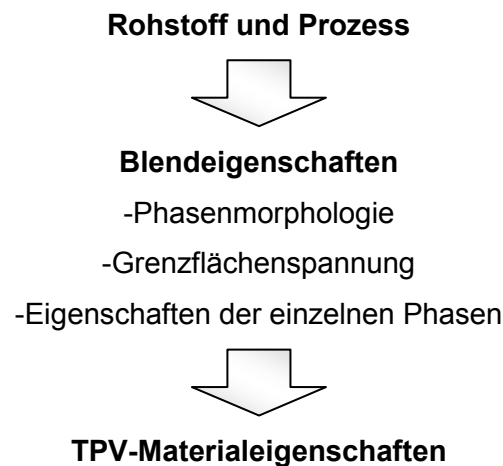 Rohstoff und Prozess
Blendeigenschaften
-Phasenmorphologie
-Grenzflächenspannung
-Eigenschaften der einzelnen Phasen
TPV-Materialeigenschaften